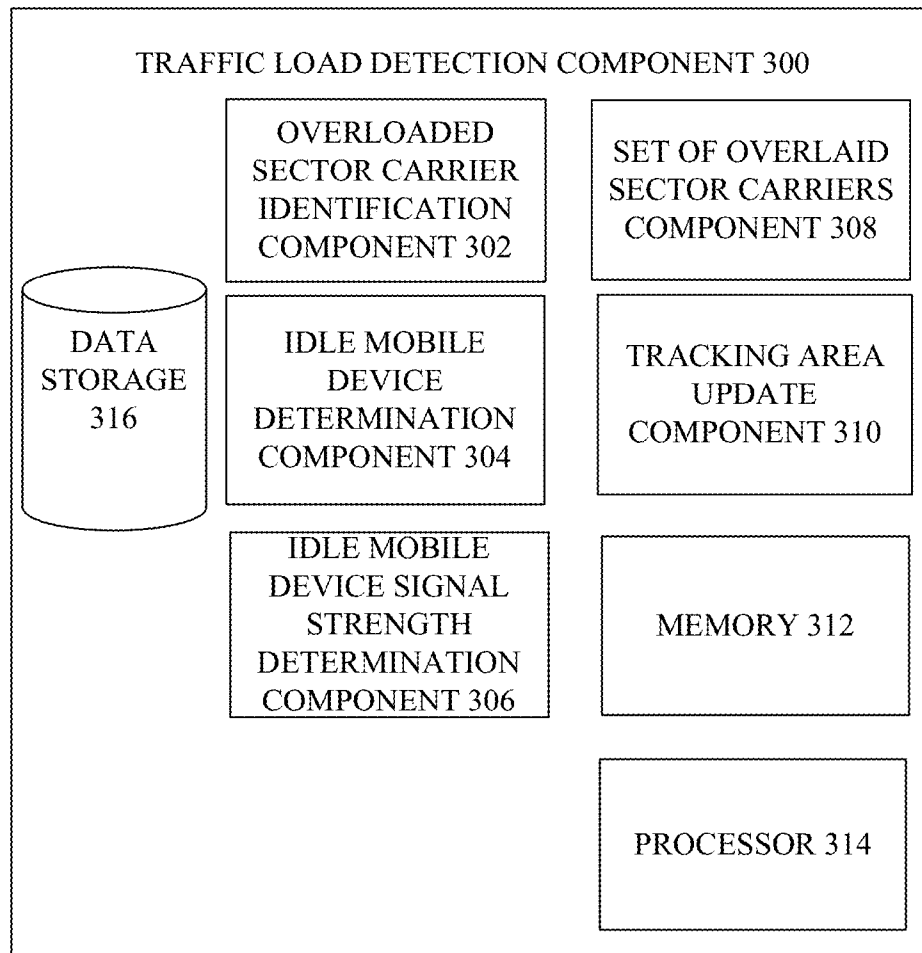 TRAFFIC LOAD DETECTION COMPONENT 300
OVERLOADED
SECTOR CARRIER
IDENTIFICATION
COMPONENT 302
SET OF OVERLAID
SECTOR CARRIERS
COMPONENT 308
DATA
STORAGE
316
IDLE MOBILE
DEVICE
DETERMINATION
COMPONENT 304
TRACKING AREA
UPDATE
COMPONENT 310
IDLE MOBILE
DEVICE SIGNAL
STRENGTH
DETERMINATION
COMPONENT 306
MEMORY 312
PROCESSOR 314